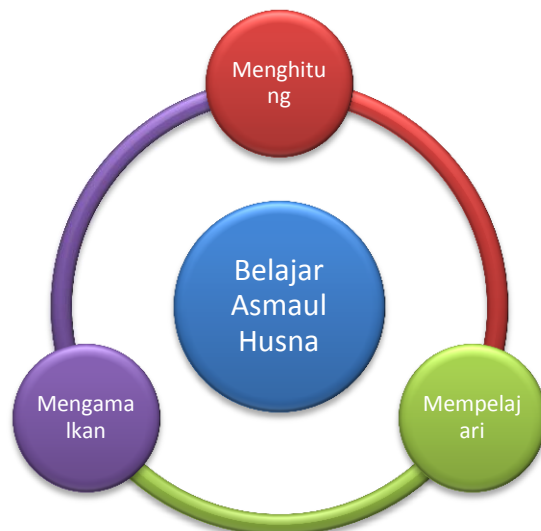 Menghitu
ng
Belajar
Asmaul
Husna
Mengama
lkan
Mempelaj
ari